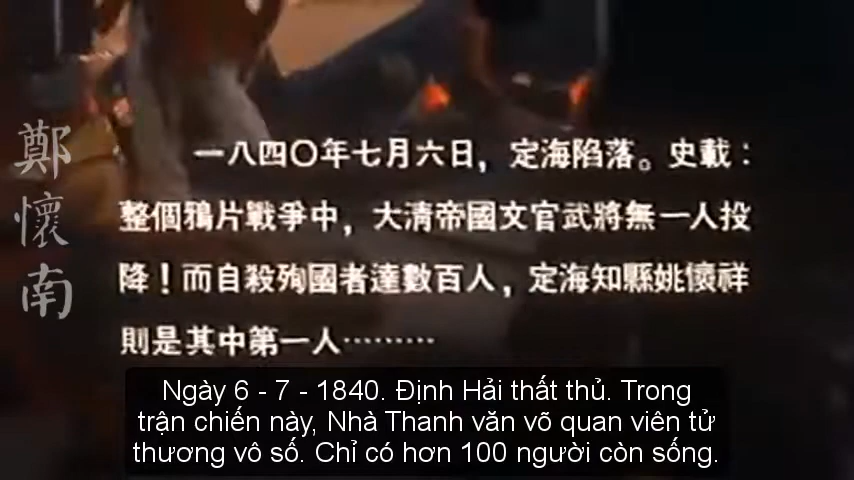 鄭懷南
一八四〇年七月六日，定海陷落。史載：
整個鴉片戰爭中，大清帝國文官武將無一人投
降！而自殺殉國者達數百人，定海知縣姚懷祥
則是其中第一人………
Ngày 6 - 7 - 1840. Định Hải thất thủ. Trong
trận chiến này, Nhà Thanh văn võ quan viên tử
thương vô số. Chỉ có hơn 100 người còn sống.